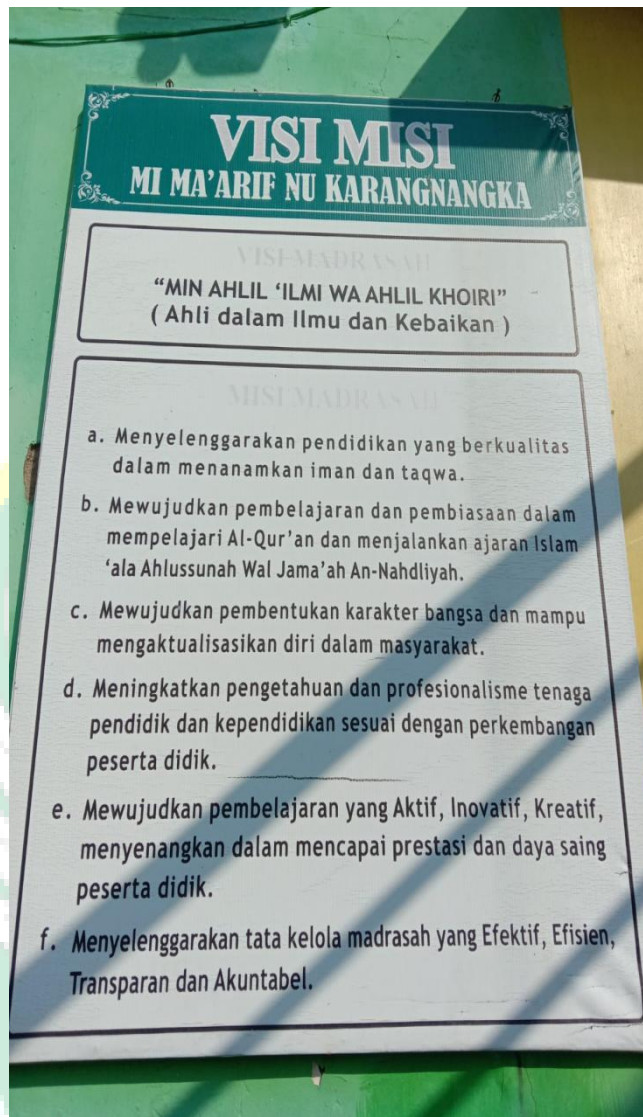 VISI MISI
MI MA'ARIF NU KARANGNANGKA
VISI MADRASAH
"MIN AHLIL 'ILMI WA AHLIL KHOIRI"
( Ahli dalam Ilmu dan Kebaikan )
MISI MADRASAH
a. Menyelenggarakan pendidikan yang berkualitas
dalam menanamkan iman dan taqwa.
b. Mewujudkan pembelajaran dan pembiasaan dalam
mempelajari Al-Qur'an dan menjalankan ajaran Islam
'ala Ahlussunah Wal Jama'ah An-Nahdliyah.
c. Mewujudkan pembentukan karakter bangsa dan mampu
mengaktualisasikan diri dalam masyarakat.
d. Meningkatkan pengetahuan dan profesionalisme tenaga
pendidik dan kependidikan sesuai dengan perkembangan
peserta didik.
e. Mewujudkan pembelajaran yang Aktif, Inovatif, Kreatif,
menyenangkan dalam mencapai prestasi dan daya saing
peserta didik.
f. Menyelenggarakan tata kelola madrasah yang Efektif, Efisien,
Transparan dan Akuntabel.